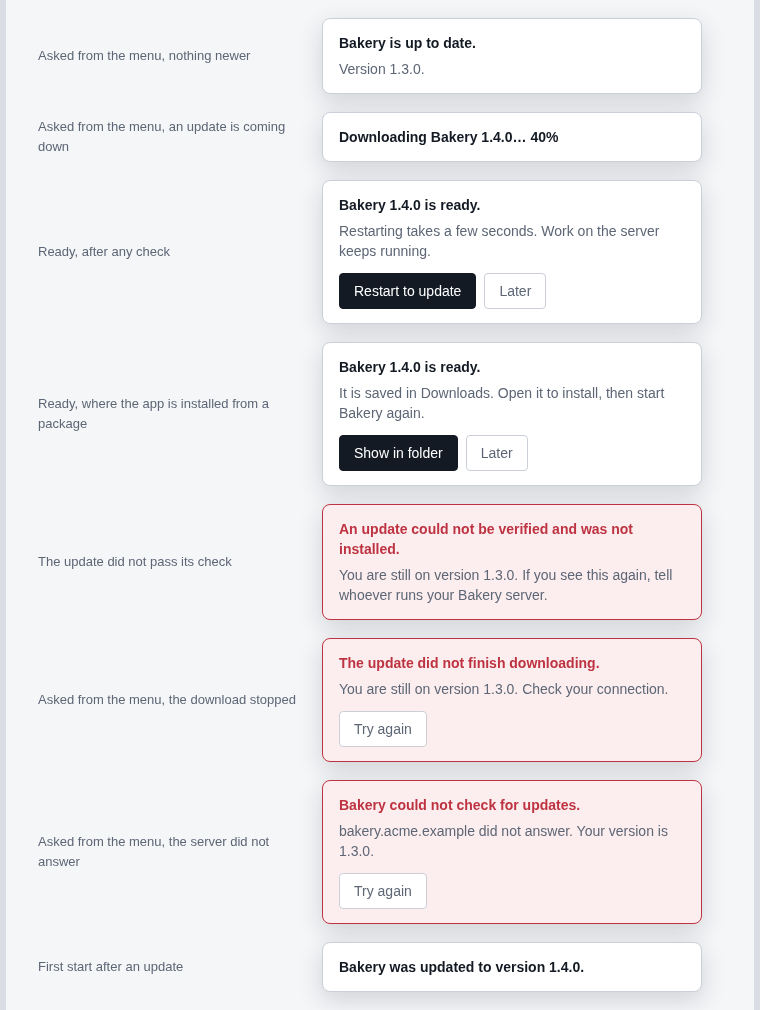 Asked from the menu, nothing newer
Bakery is up to date.
Version 1.3.0.
Asked from the menu, an update is coming
down
Downloading Bakery 1.4.0… 40%
Ready, after any check
Bakery 1.4.0 is ready.
Restarting takes a few seconds. Work on the server
keeps running.
Restart to update
Later
Ready, where the app is installed from a
package
Bakery 1.4.0 is ready.
It is saved in Downloads. Open it to install, then start
Bakery again.
Show in folder
Later
The update did not pass its check
An update could not be verified and was not
installed.
You are still on version 1.3.0. If you see this again, tell
whoever runs your Bakery server.
Asked from the menu, the download stopped
The update did not finish downloading.
You are still on version 1.3.0. Check your connection.
Try again
Asked from the menu, the server did not
answer
Bakery could not check for updates.
bakery.acme.example did not answer. Your version is
1.3.0.
Try again
First start after an update
Bakery was updated to version 1.4.0.